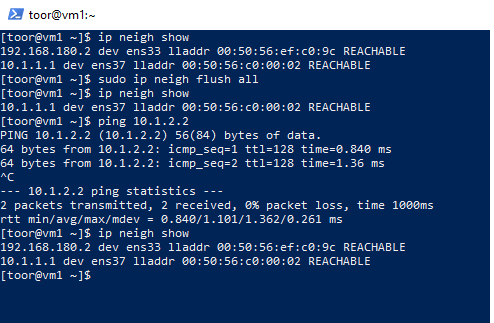 toor@vm1:~
[toor@vm1 ~]$ ip neigh show
192.168.180.2 dev ens33 lladdr 00:50:56:ef:c0:9c REACHABLE
10.1.1.1 dev ens37 lladdr 00:50:56:c0:00:02 REACHABLE
[toor@vm1 ~]$ sudo ip neigh flush all
[toor@vm1 ~]$ ip neigh show
10.1.1.1 dev ens37 lladdr 00:50:56:c0:00:02 REACHABLE
[toor@vm1 ~]$ ping 10.1.2.2
PING 10.1.2.2 (10.1.2.2) 56(84) bytes of data.
64 bytes from 10.1.2.2: icmp_seq=1 ttl=128 time=0.840 ms
64 bytes from 10.1.2.2: icmp_seq=2 ttl=128 time=1.36 ms
^C
--- 10.1.2.2 ping statistics ---
2 packets transmitted, 2 received, 0% packet loss, time 1000ms
rtt min/avg/max/mdev = 0.840/1.101/1.362/0.261 ms
[toor@vm1 ~]$ ip neigh show
192.168.180.2 dev ens33 lladdr 00:50:56:ef:c0:9c REACHABLE
10.1.1.1 dev ens37 lladdr 00:50:56:c0:00:02 REACHABLE
[toor@vm1 ~]$